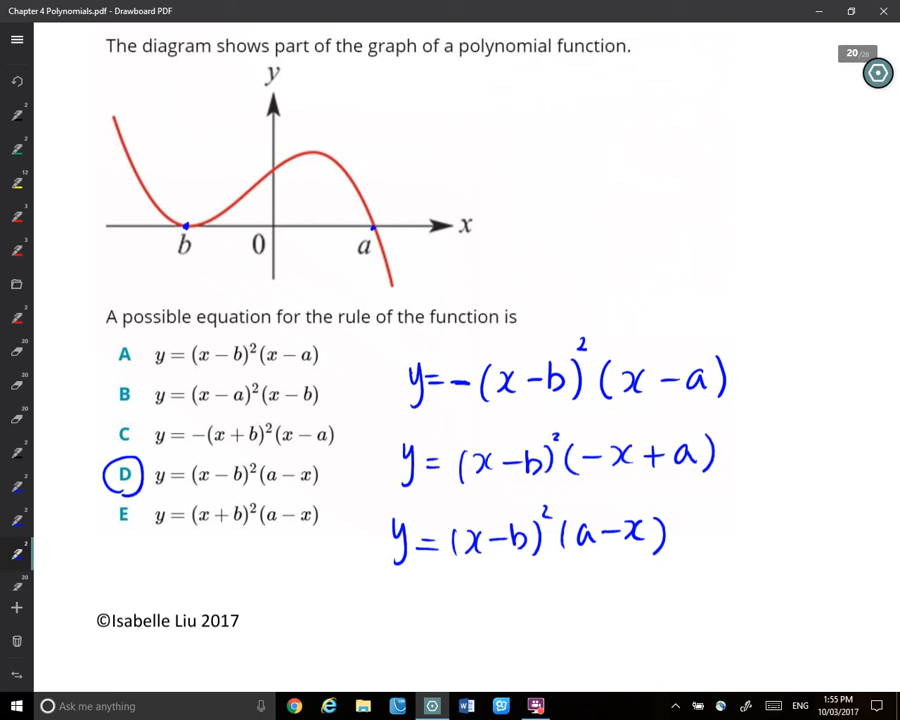 Chapter 4 Polynomials.pdf - Drawboard PDF
The diagram shows part of the graph of a polynomial function.
20/26
y
x
b
0
a
A possible equation for the rule of the function is
A y = (x − b)²(x − a)
B y = (x − a)²(x − b)
C y = −(x + b)²(x − a)
D y = (x − b)²(a − x)
E y = (x + b)²(a − x)
y = −(x − b)²(x − a)
y = (x − b)²(−x + a)
y = (x − b)²(a − x)
©Isabelle Liu 2017
Ask me anything
ENG
1:55 PM
10/03/2017